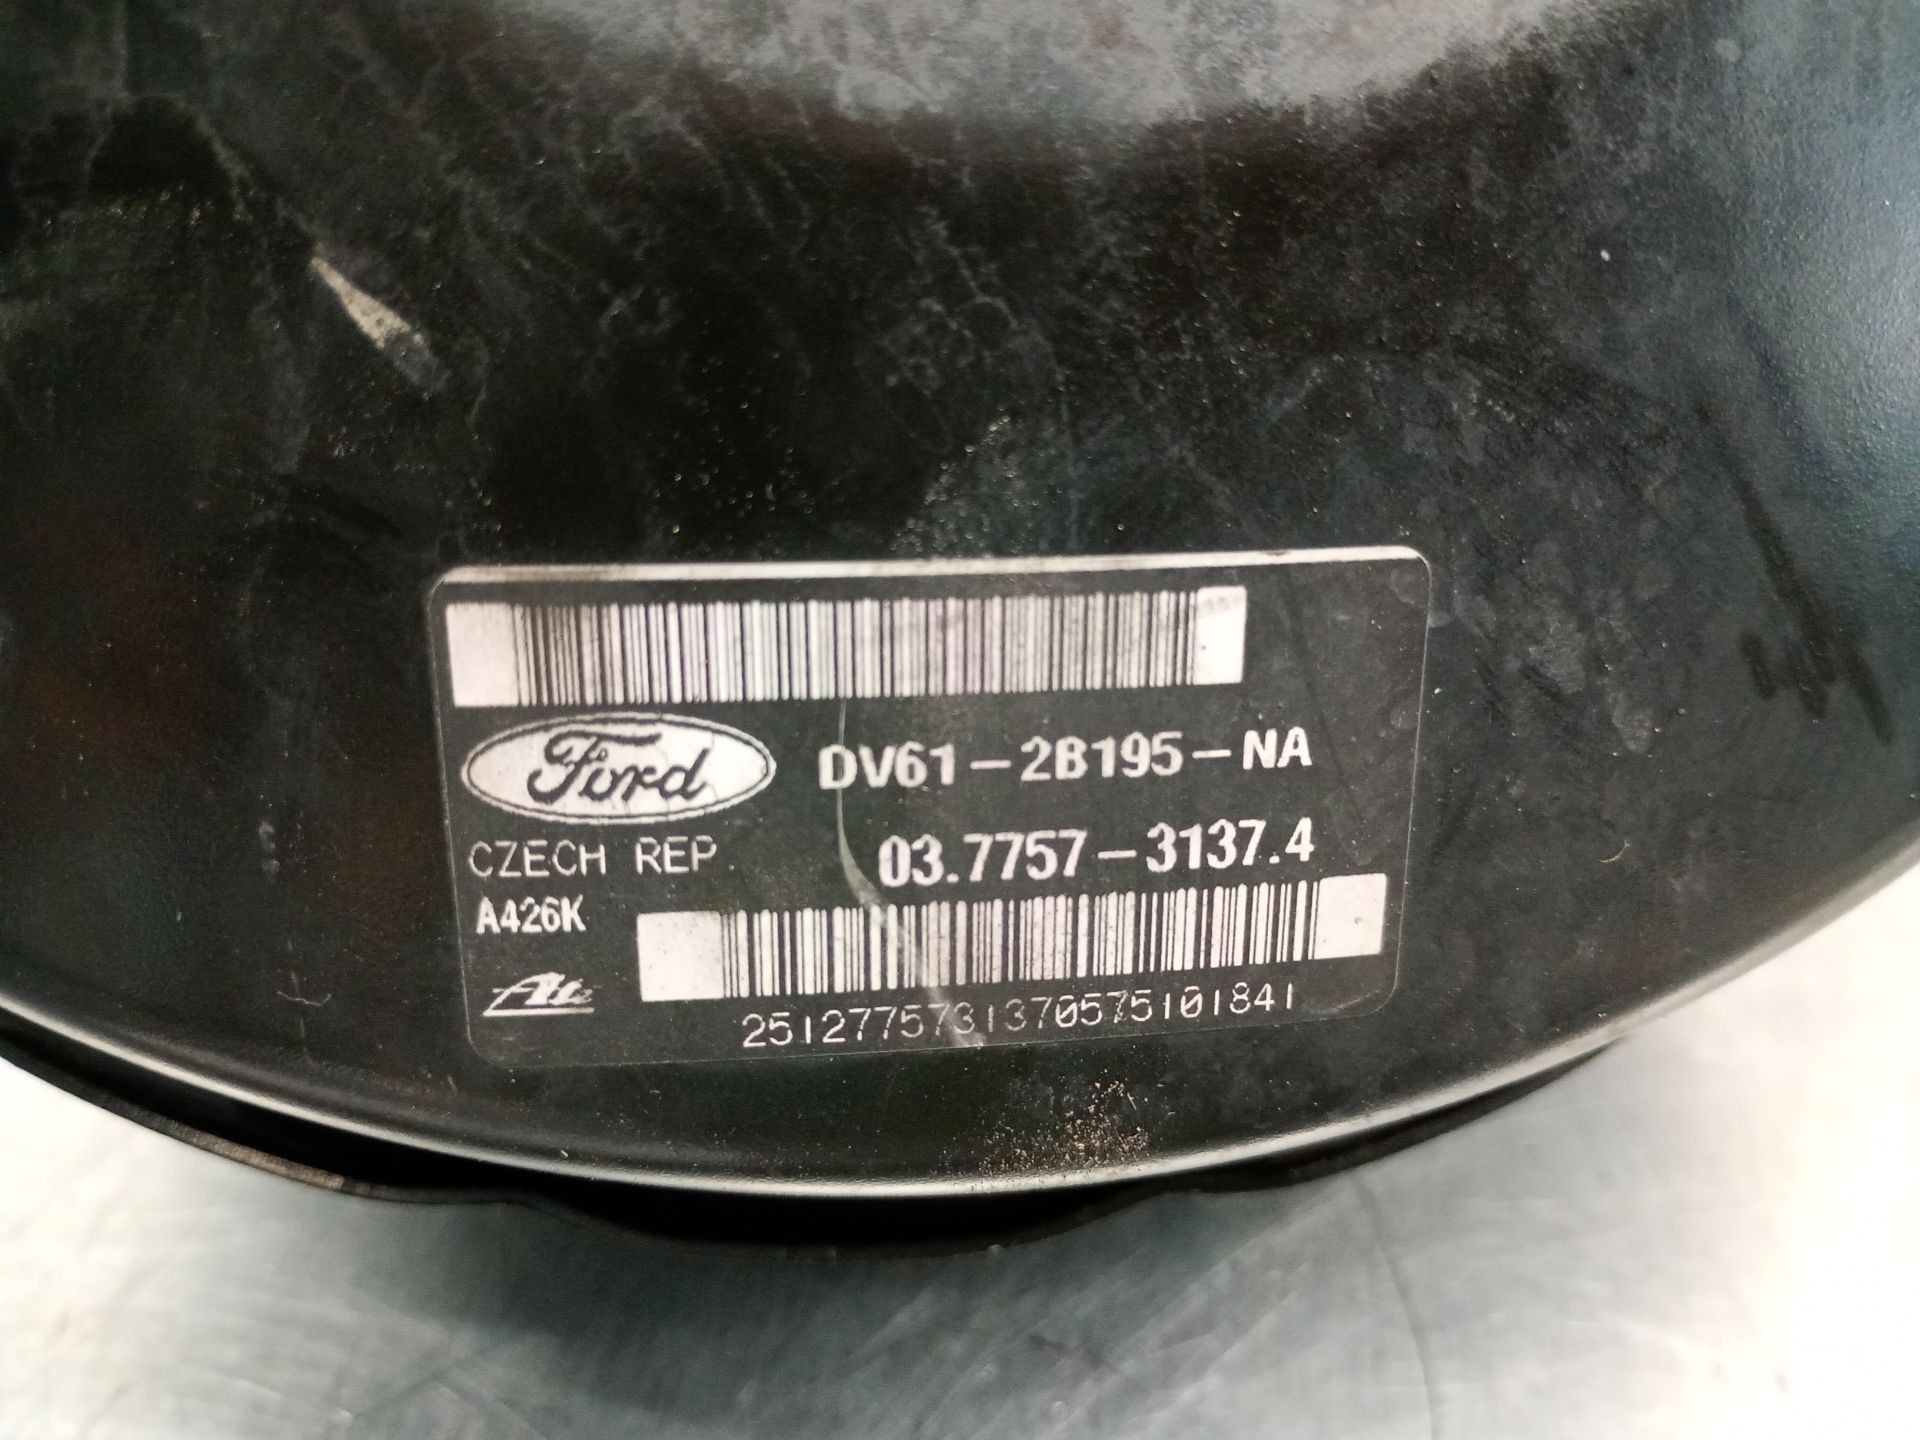 Ford DV61-2B195-NA
CZECH REP. 03.7757-3137.4
A426K
Ate
2512775731370575101841